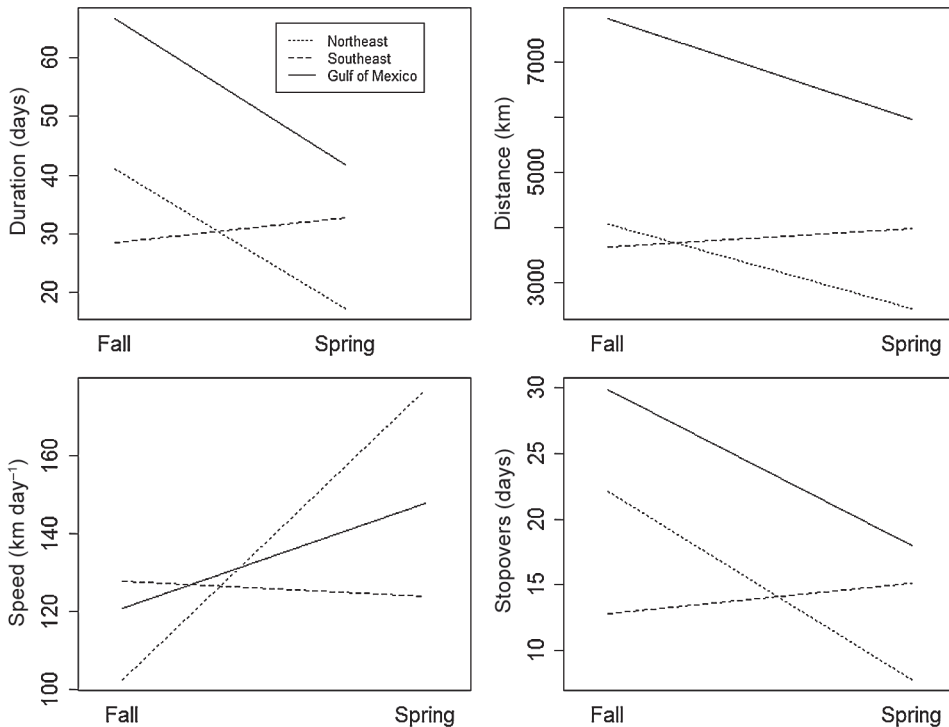 Duration (days)
60
50
40
30
20
Northeast
Southeast
Gulf of Mexico
Fall Spring
Distance (km)
7000
5000
3000
Fall Spring
Speed (km day⁻¹)
160
140
120
100
Fall Spring
Stopovers (days)
30
25
20
15
10
Fall Spring